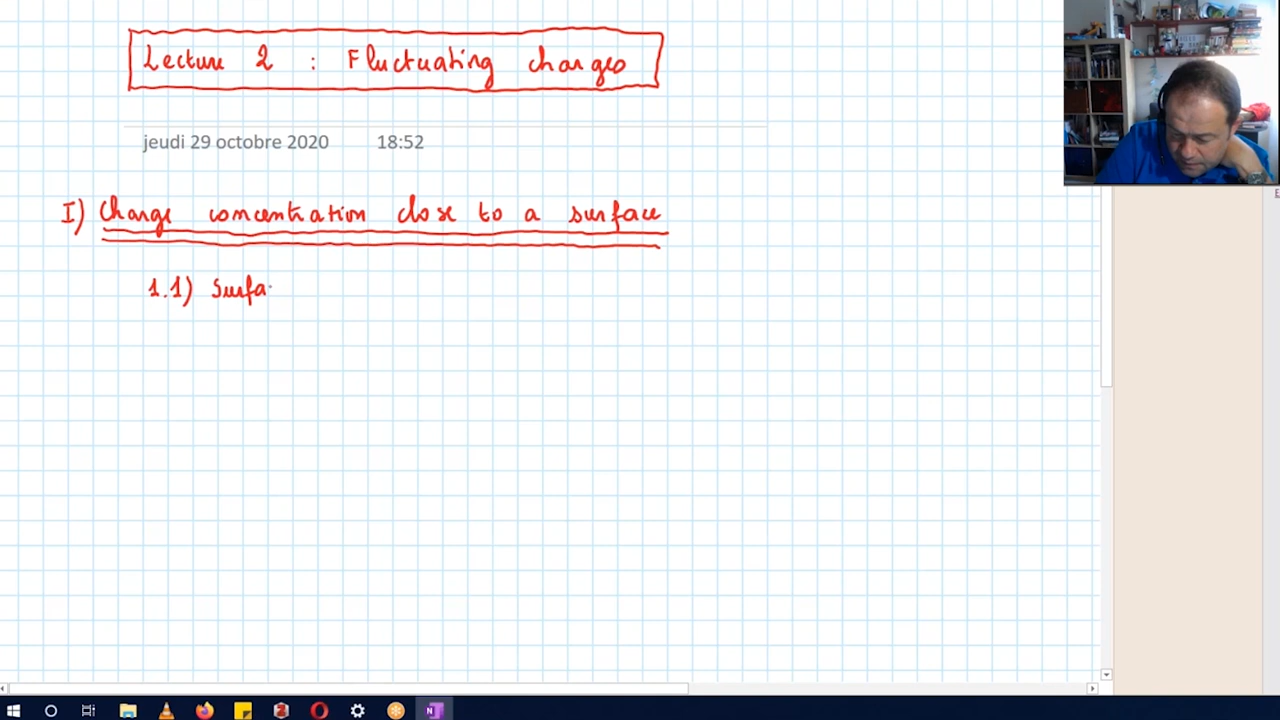 Lecture 2 : Fluctuating charges
jeudi 29 octobre 2020 18:52
I) Charge concentration close to a surface
1.1) Surfa